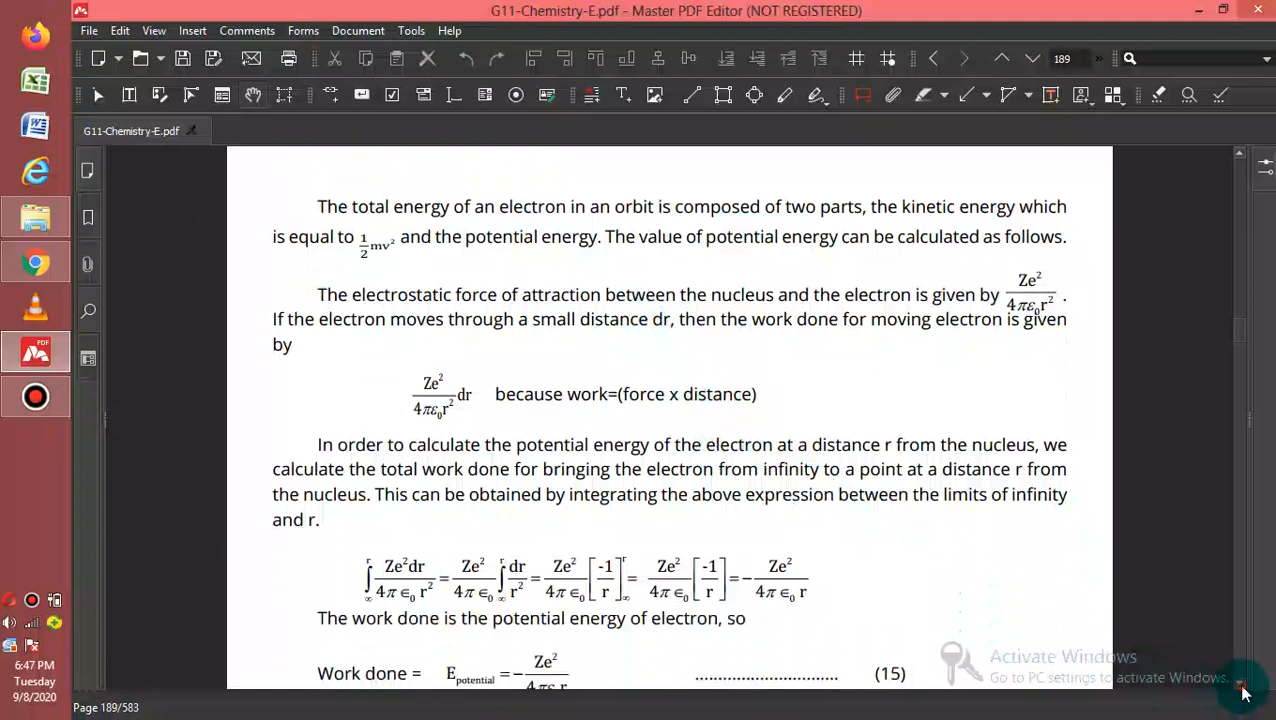 G11-Chemistry-E.pdf - Master PDF Editor (NOT REGISTERED)
File Edit View Insert Comments Forms Document Tools Help
189
G11-Chemistry-E.pdf
The total energy of an electron in an orbit is composed of two parts, the kinetic energy which
is equal to 1/2 mv² and the potential energy. The value of potential energy can be calculated as follows.
The electrostatic force of attraction between the nucleus and the electron is given by Ze²/4πε₀r² .
If the electron moves through a small distance dr, then the work done for moving electron is given
by
Ze²/4πε₀r² dr because work=(force x distance)
In order to calculate the potential energy of the electron at a distance r from the nucleus, we
calculate the total work done for bringing the electron from infinity to a point at a distance r from
the nucleus. This can be obtained by integrating the above expression between the limits of infinity
and r.
∫∞^r Ze²dr/4π∈₀ r² = Ze²/4π∈₀ ∫∞^r dr/r² = Ze²/4π∈₀ [-1/r]∞^r = Ze²/4π∈₀ [-1/r] = - Ze²/4π∈₀ r
The work done is the potential energy of electron, so
Work done = E potential = - Ze²/4πε₀r .............................. (15)
Activate Windows
Go to PC settings to activate Windows.
PDF
6:47 PM
Tuesday
9/8/2020
Page 189/583